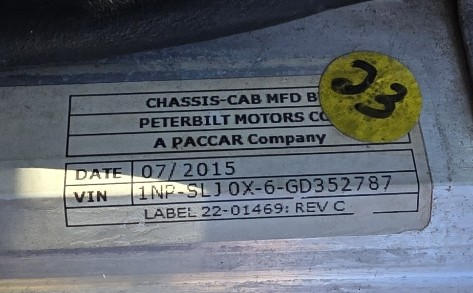 CHASSIS-CAB MFD B
PETERBILT MOTORS CO
A PACCAR Company
23
DATE 07/2015
VIN 1NP-SLJ0X-6-GD352787
LABEL 22-01469: REV C